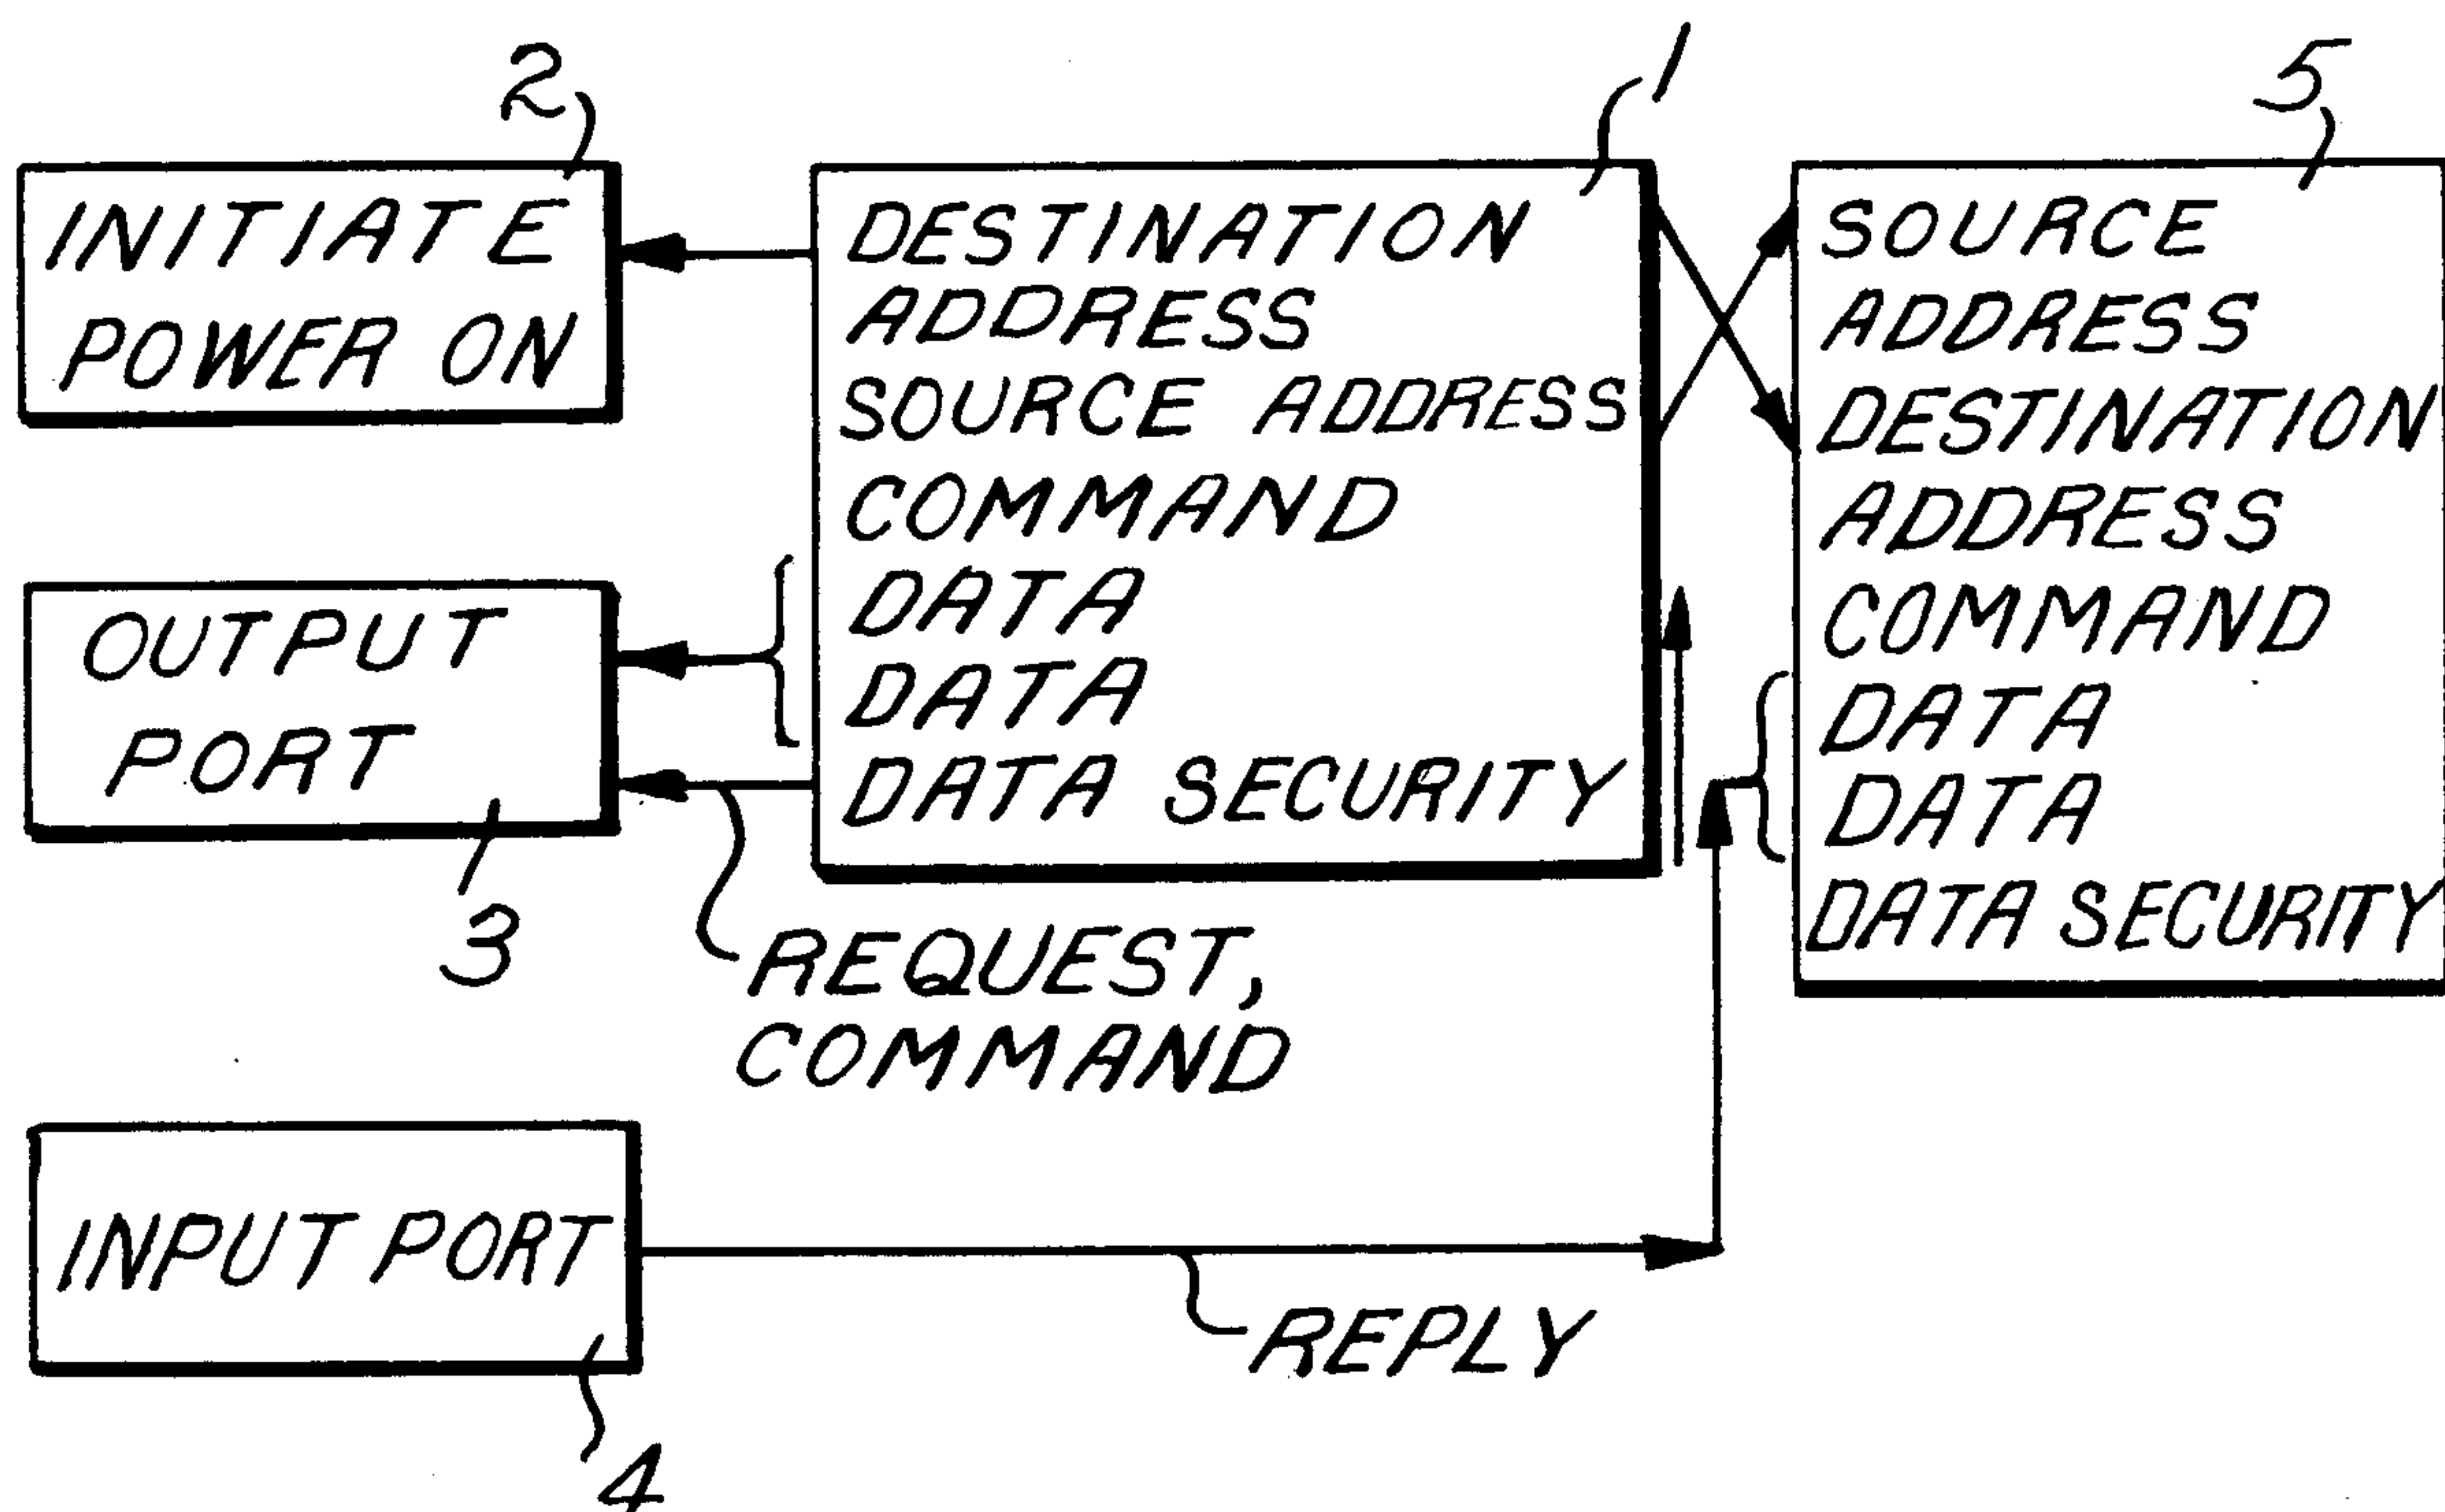 2
1
5
INITIATE
POWER ON
DESTINATION
ADDRESS
SOURCE ADDRESS
COMMAND
DATA
DATA
DATA SECURITY
SOURCE
ADDRESS
DESTINATION
ADDRESS
COMMAND
DATA
DATA
DATA SECURITY
OUTPUT
PORT
3
REQUEST,
COMMAND
INPUT PORT
REPLY
4